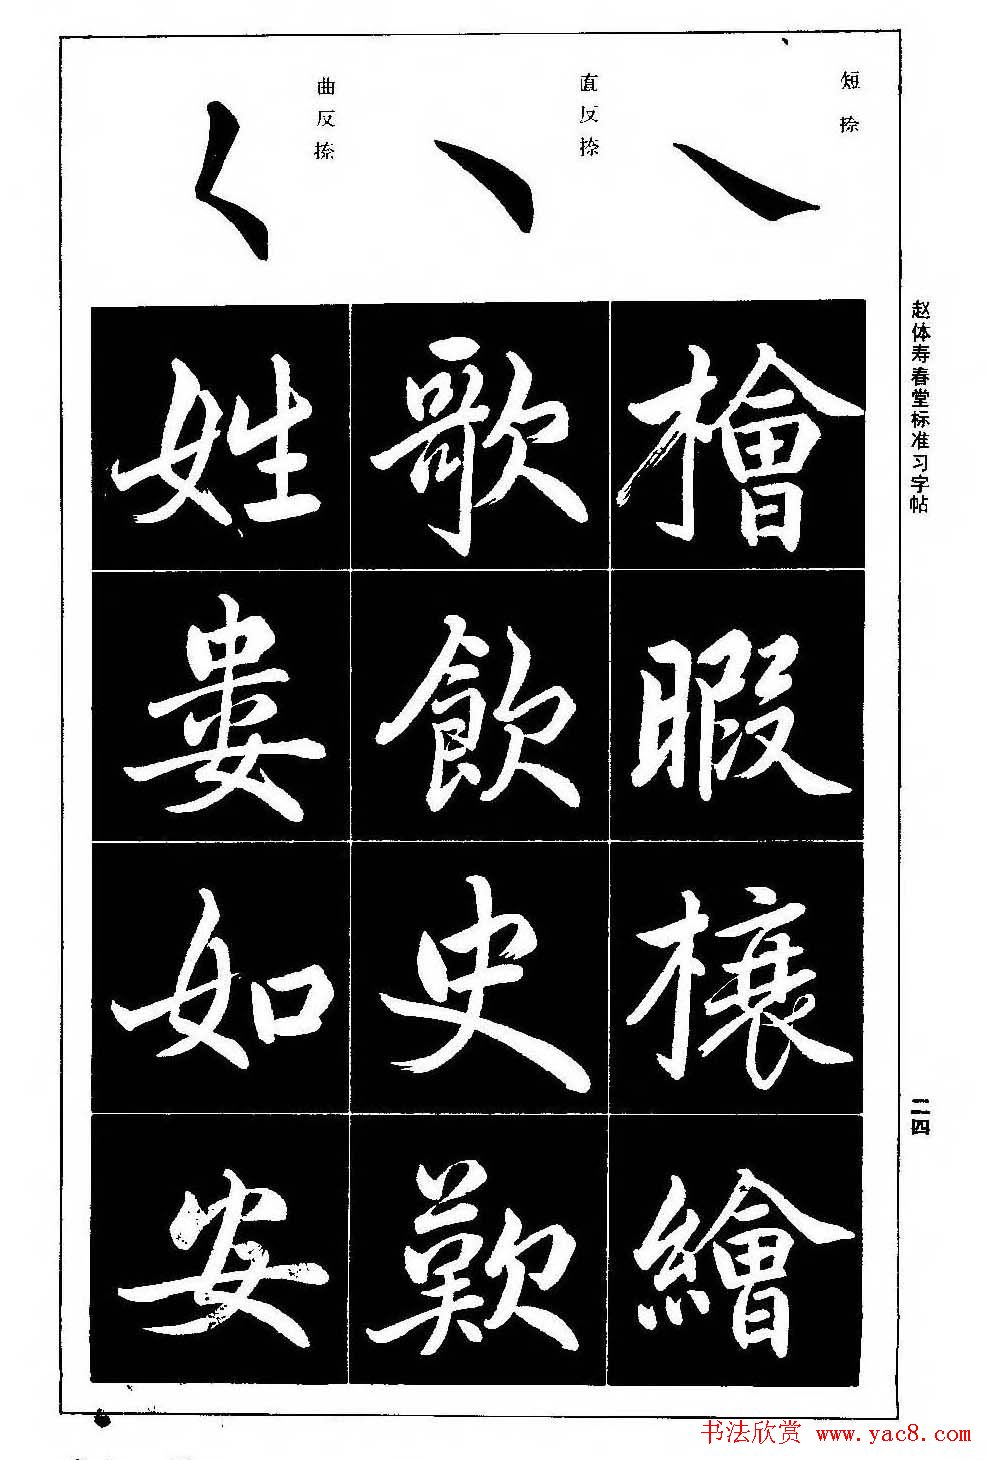 短捺
直反捺
曲反捺
檜暇榱繪
歌飲史歎
姓婁如安
赵体寿春堂标准习字帖
二四
书法欣赏 www.yac8.com